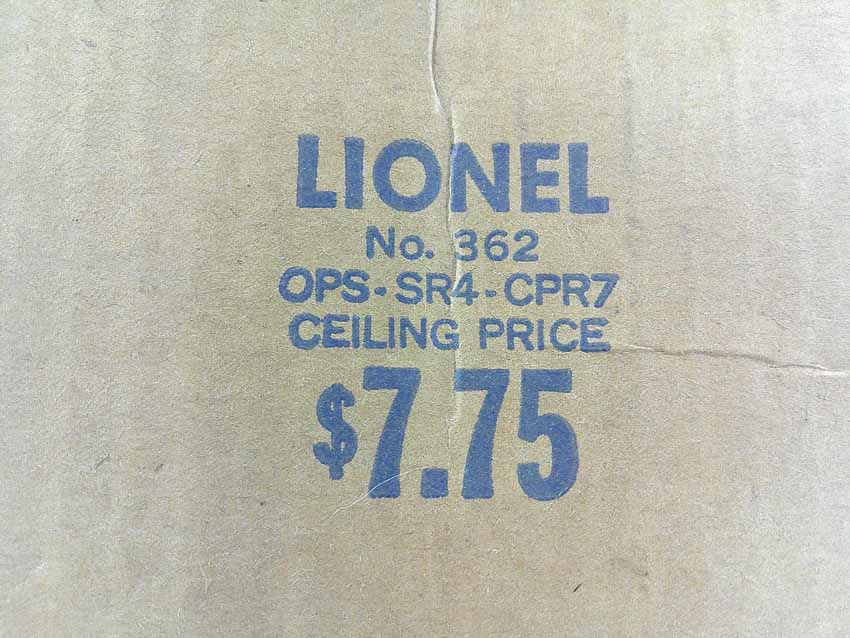 LIONEL
No. 362
OPS-SR4-CPR7
CEILING PRICE
$7.75